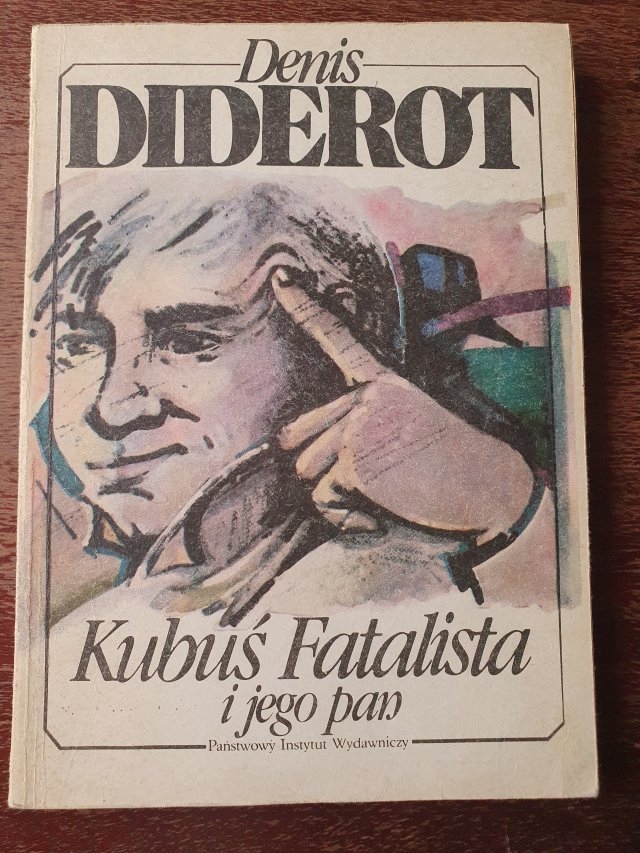 Denis
DIDEROT
Kubuś Fatalista
i jego pan
Państwowy Instytut Wydawniczy